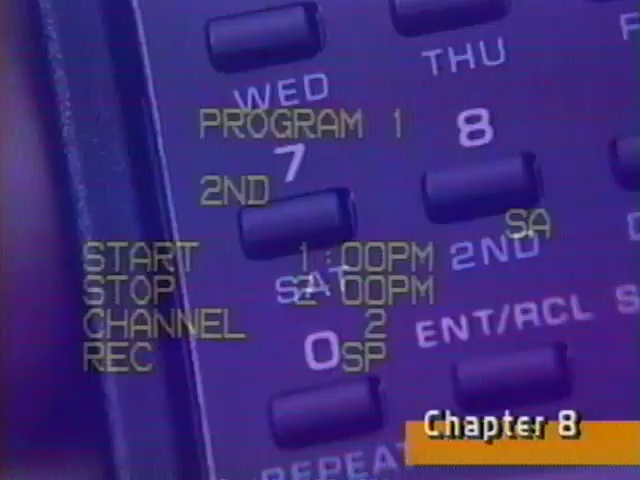 WED
THU
F
PROGRAM 1
7
8
2ND
SA
SAT
2ND
START 1:00PM
STOP 2:00PM
CHANNEL 2
REC SP
0
ENT/RCL
S
REPEAT
Chapter 8